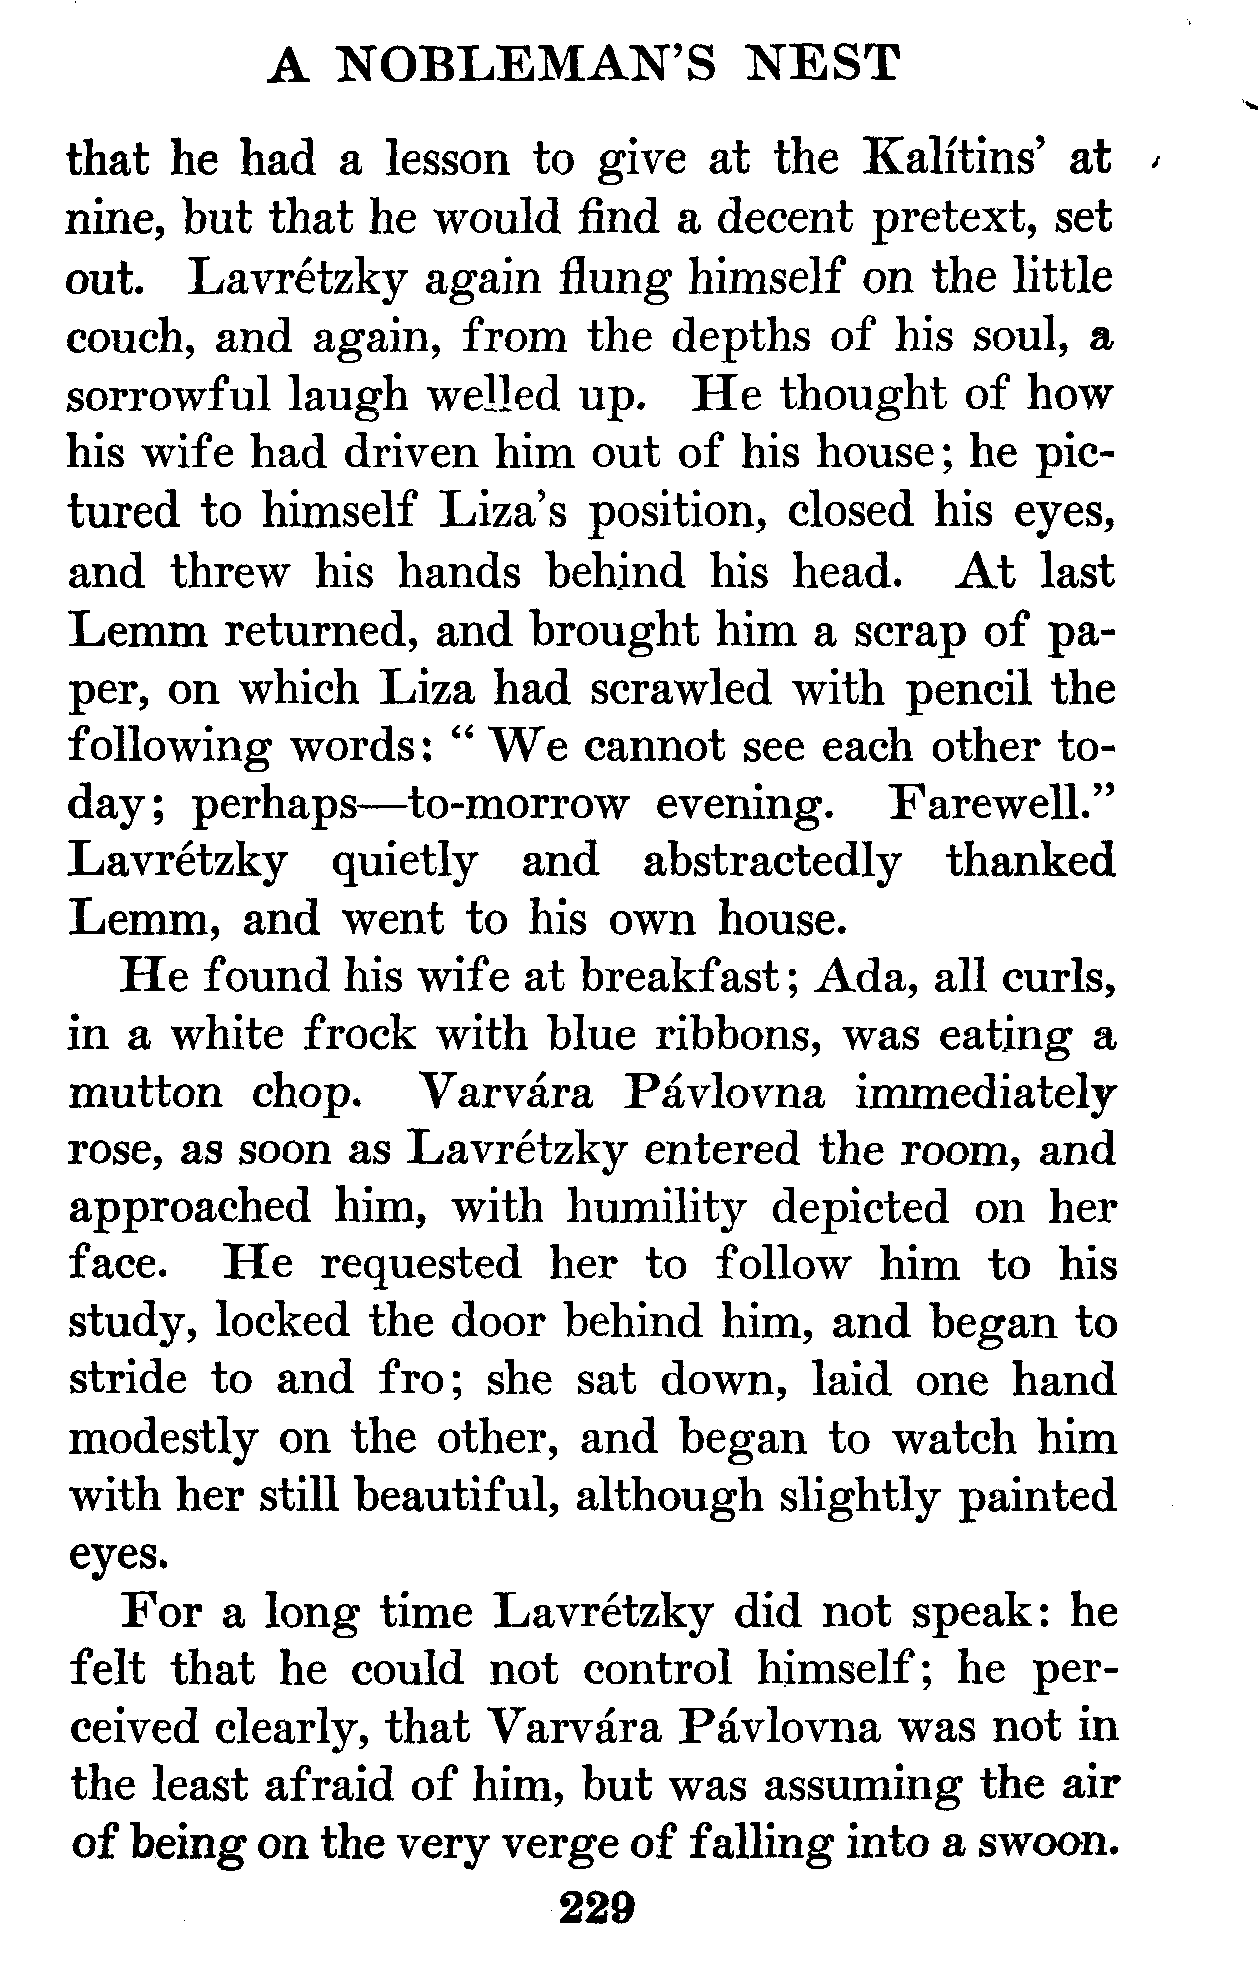 A NOBLEMAN'S NEST
that he had a lesson to give at the Kalítins' at
nine, but that he would find a decent pretext, set
out. Lavrétzky again flung himself on the little
couch, and again, from the depths of his soul, a
sorrowful laugh welled up. He thought of how
his wife had driven him out of his house; he pic-
tured to himself Liza's position, closed his eyes,
and threw his hands behind his head. At last
Lemm returned, and brought him a scrap of pa-
per, on which Liza had scrawled with pencil the
following words: “ We cannot see each other to-
day; perhaps—to-morrow evening. Farewell.”
Lavrétzky quietly and abstractedly thanked
Lemm, and went to his own house.
He found his wife at breakfast; Ada, all curls,
in a white frock with blue ribbons, was eating a
mutton chop. Varvára Pávlovna immediately
rose, as soon as Lavrétzky entered the room, and
approached him, with humility depicted on her
face. He requested her to follow him to his
study, locked the door behind him, and began to
stride to and fro; she sat down, laid one hand
modestly on the other, and began to watch him
with her still beautiful, although slightly painted
eyes.
For a long time Lavrétzky did not speak: he
felt that he could not control himself; he per-
ceived clearly, that Varvára Pávlovna was not in
the least afraid of him, but was assuming the air
of being on the very verge of falling into a swoon.
229